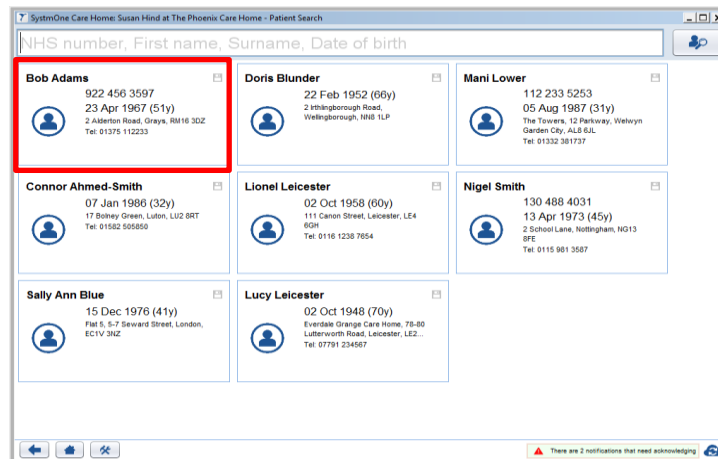 SystmOne Care Home: Susan Hind at The Phoenix Care Home - Patient Search
NHS number, First name, Surname, Date of birth
Bob Adams
922 456 3597
23 Apr 1967 (51y)
2 Alderton Road, Grays, RM16 3DZ
Tel: 01375 112233
Doris Blunder
22 Feb 1952 (66y)
2 Irthlingborough Road,
Wellingborough, NN8 1LP
Mani Lower
112 233 5253
05 Aug 1987 (31y)
The Towers, 12 Parkway, Welwyn
Garden City, AL8 6JL
Tel: 01332 381737
Connor Ahmed-Smith
07 Jan 1986 (32y)
17 Bolney Green, Luton, LU2 8RT
Tel: 01582 505850
Lionel Leicester
02 Oct 1958 (60y)
111 Canon Street, Leicester, LE4
6GH
Tel: 0116 1238 7654
Nigel Smith
130 488 4031
13 Apr 1973 (45y)
2 School Lane, Nottingham, NG13
8FE
Tel: 0115 981 3587
Sally Ann Blue
15 Dec 1976 (41y)
Flat 5, 5-7 Seward Street, London,
EC1V 3NZ
Lucy Leicester
02 Oct 1948 (70y)
Everdale Grange Care Home, 78-80
Lutterworth Road, Leicester, LE2...
Tel: 07791 234567
There are 2 notifications that need acknowledging